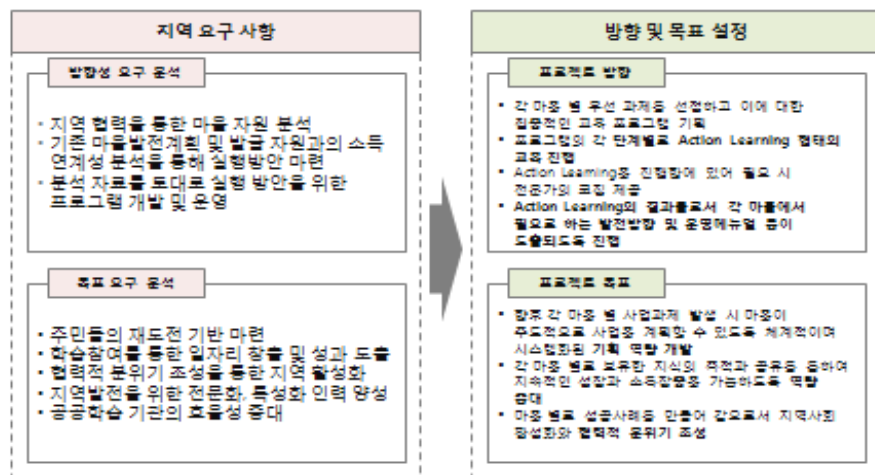 지역 요구 사항
방향성 요구 분석
· 지역 협력을 통한 마을 자원 분석
· 기존 마을발전계획 및 발굴 자원과의 소득
연계성 분석을 통해 실행방안 마련
· 분석 자료를 토대로 실행 방안을 위한
프로그램 개발 및 운영
목표 요구 분석
• 주민들의 재도전 기반 마련
• 학습참여를 통한 일자리 창출 및 성과 도출
• 협력적 분위기 조성을 통한 지역 활성화
• 지역발전을 위한 전문화, 특성화 인력 양성
• 공공학습 기관의 효율성 증대
방향 및 목표 설정
프로젝트 방향
• 각 마을 별 우선 과제를 선정하고 이에 대한
집중적인 교육 프로그램 기획
• 프로그램의 각 단계별로 Action Learning 형태의
교육 진행
• Action Learning을 진행함에 있어 필요 시
전문가의 코칭 제공
• Action Learning의 결과물로서 각 마을에서
필요로 하는 발전방향 및 운영메뉴얼 등이
도출되도록 진행
프로젝트 목표
• 향후 각 마을 별 사업과제 발생 시 마을이
주도적으로 사업을 계획할 수 있도록 체계적이며
시스템화된 기획 역량 개발
• 각 마을 별로 보유한 지식의 축적과 공유를 통하여
지속적인 성장과 소득창출을 가능하도록 역량
증대
• 마을 별로 성공사례를 만들어 감으로서 지역사회
활성화와 협력적 분위기 조성